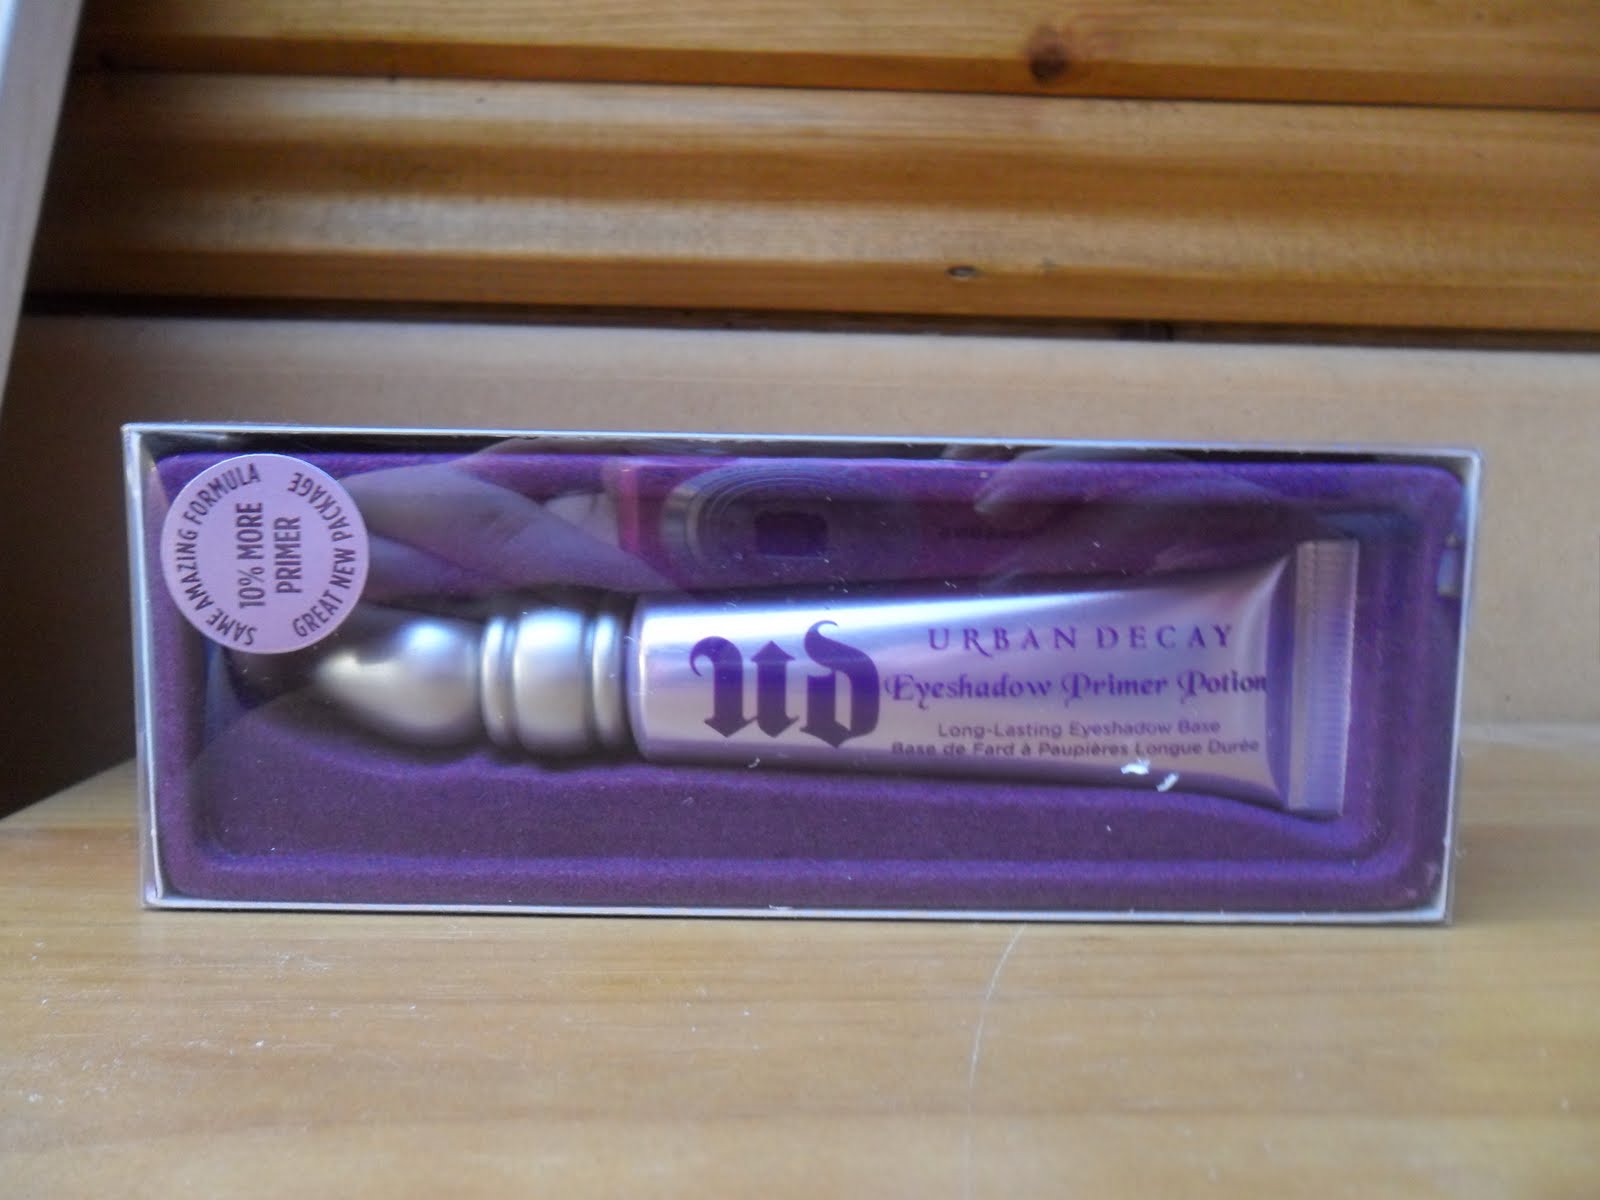 SAME AMAZING FORMULA
10% MORE
PRIMER
GREAT NEW PACKAGE
UD
URBAN DECAY
Eyeshadow Primer Potion
Long-Lasting Eyeshadow Base
Base de Fard à Paupières Longue Durée